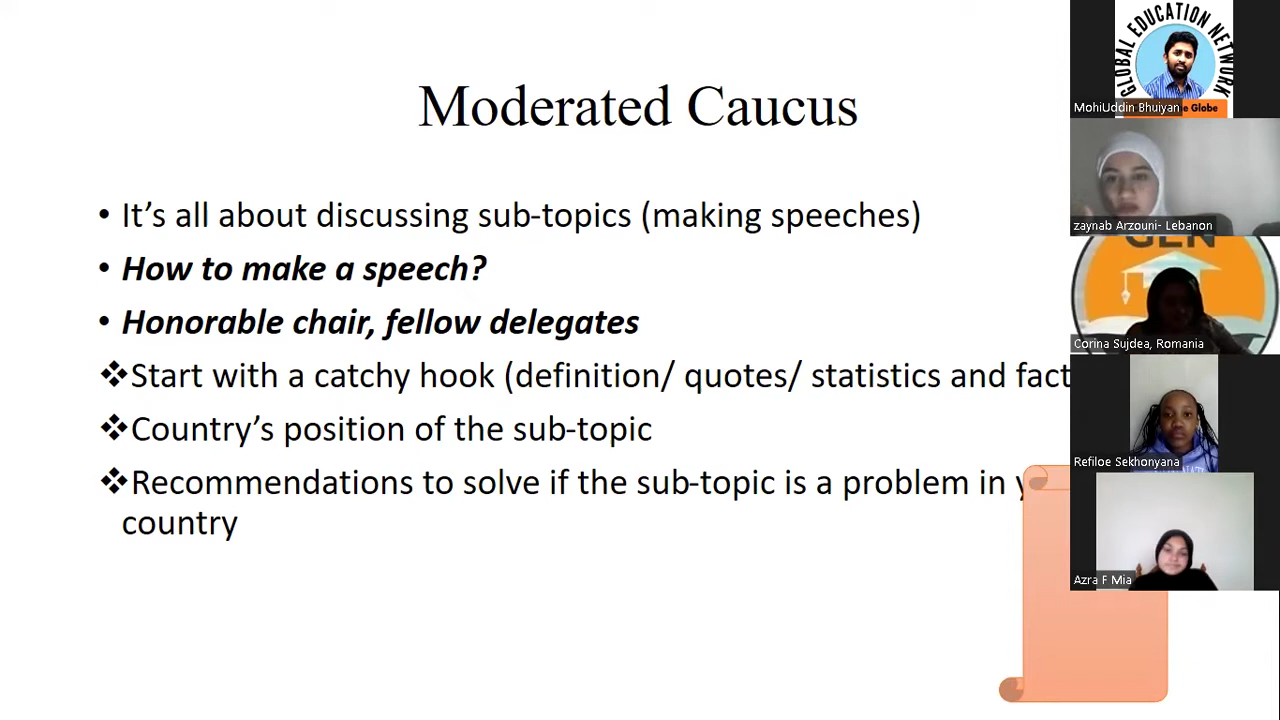 Moderated Caucus
• It’s all about discussing sub-topics (making speeches)
• How to make a speech?
• Honorable chair, fellow delegates
❖Start with a catchy hook (definition/ quotes/ statistics and fact
❖Country’s position of the sub-topic
❖Recommendations to solve if the sub-topic is a problem in y
country
GLOBAL EDUCATION NETWORK
MohiUddin Bhuiyan
e Globe
zaynab Arzouni- Lebanon
GEN
Corina Sujdea, Romania
Refiloe Sekhonyana
Azra F Mia